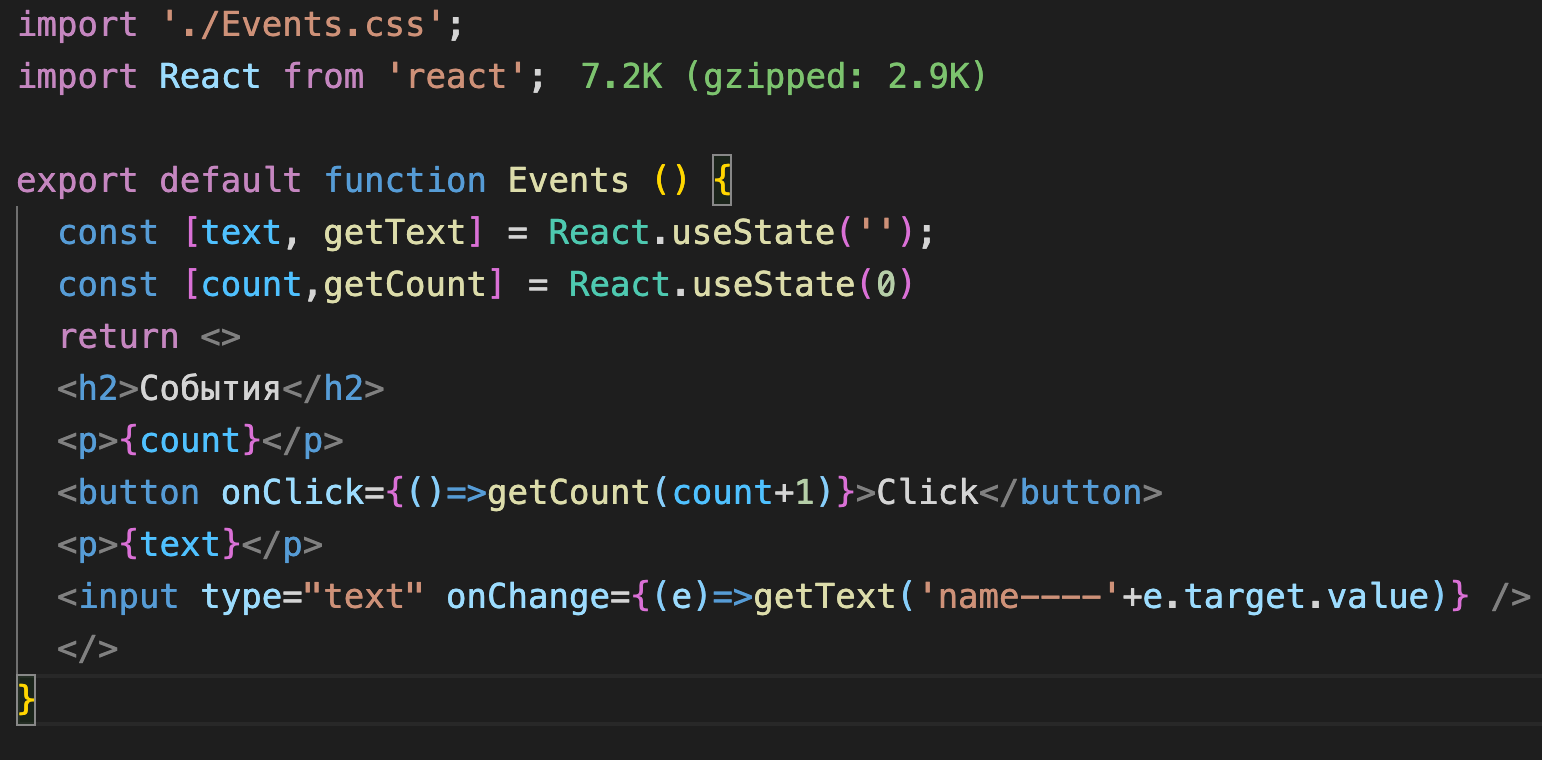 import './Events.css';
import React from 'react'; 7.2K (gzipped: 2.9K)
export default function Events () {
const [text, getText] = React.useState('');
const [count,getCount] = React.useState(0)
return <>
<h2>События</h2>
<p>{count}</p>
<button onClick={()=>getCount(count+1)}>Click</button>
<p>{text}</p>
<input type="text" onChange={(e)=>getText('name----'+e.target.value)} />
</>
}